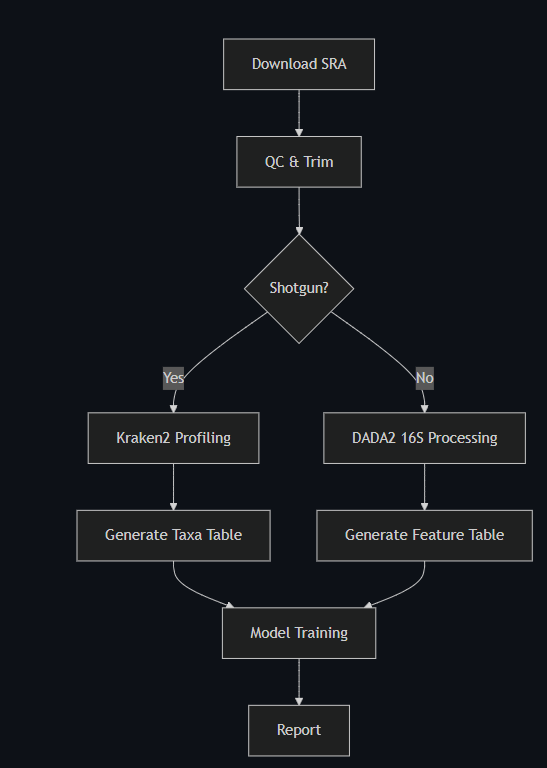 Download SRA
QC & Trim
Shotgun?
Yes
No
Kraken2 Profiling
DADA2 16S Processing
Generate Taxa Table
Generate Feature Table
Model Training
Report